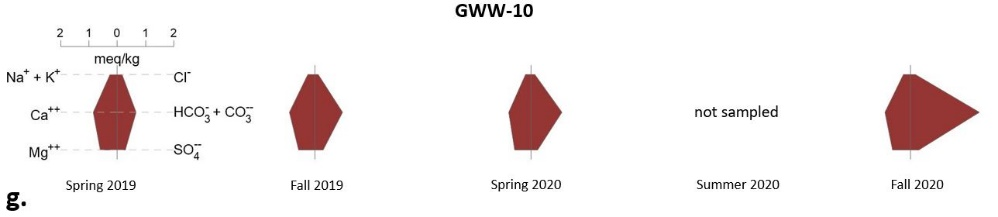 GWW-10
2 1 0 1 2
meq/kg
Na⁺ + K⁺ Cl⁻
Ca⁺⁺ HCO₃⁻ + CO₃⁻⁻
not sampled
Mg⁺⁺ SO₄⁻⁻
Spring 2019 Fall 2019 Spring 2020 Summer 2020 Fall 2020
g.